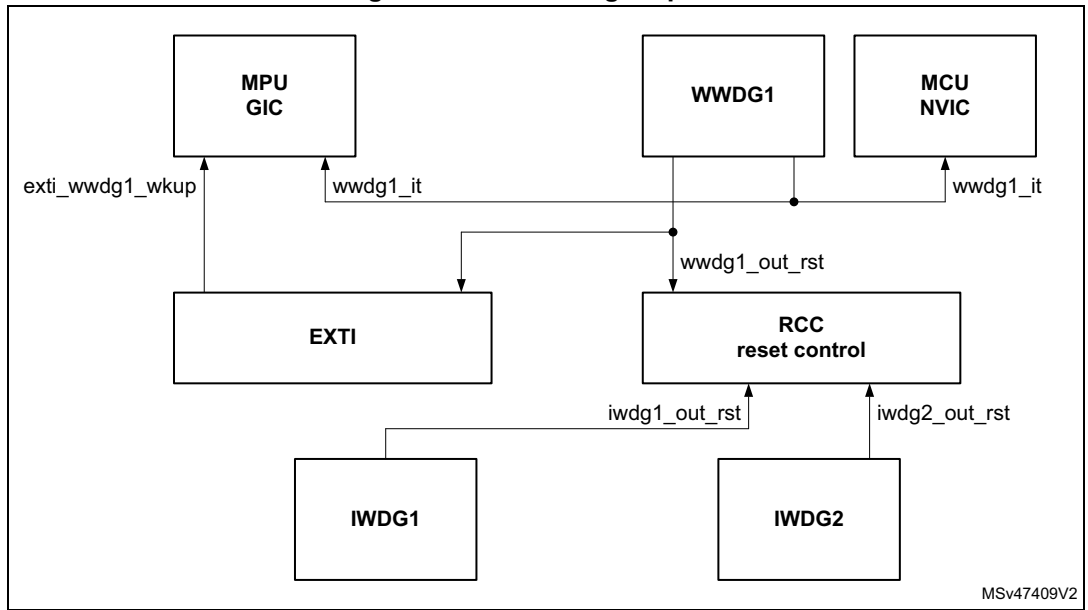 MPU
GIC
WWDG1
MCU
NVIC
exti_wwdg1_wkup
wwdg1_it
wwdg1_it
wwdg1_out_rst
EXTI
RCC
reset control
iwdg1_out_rst
iwdg2_out_rst
IWDG1
IWDG2
MSv47409V2